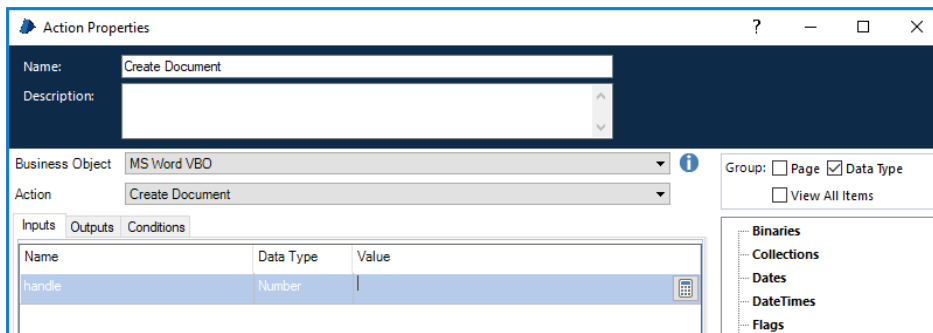 Action Properties
?
Name: Create Document
Description:
Business Object MS Word VBO
Action Create Document
Group: Page Data Type
View All Items
Inputs Outputs Conditions
Name Data Type Value
handle Number
Binaries
Collections
Dates
DateTimes
Flags